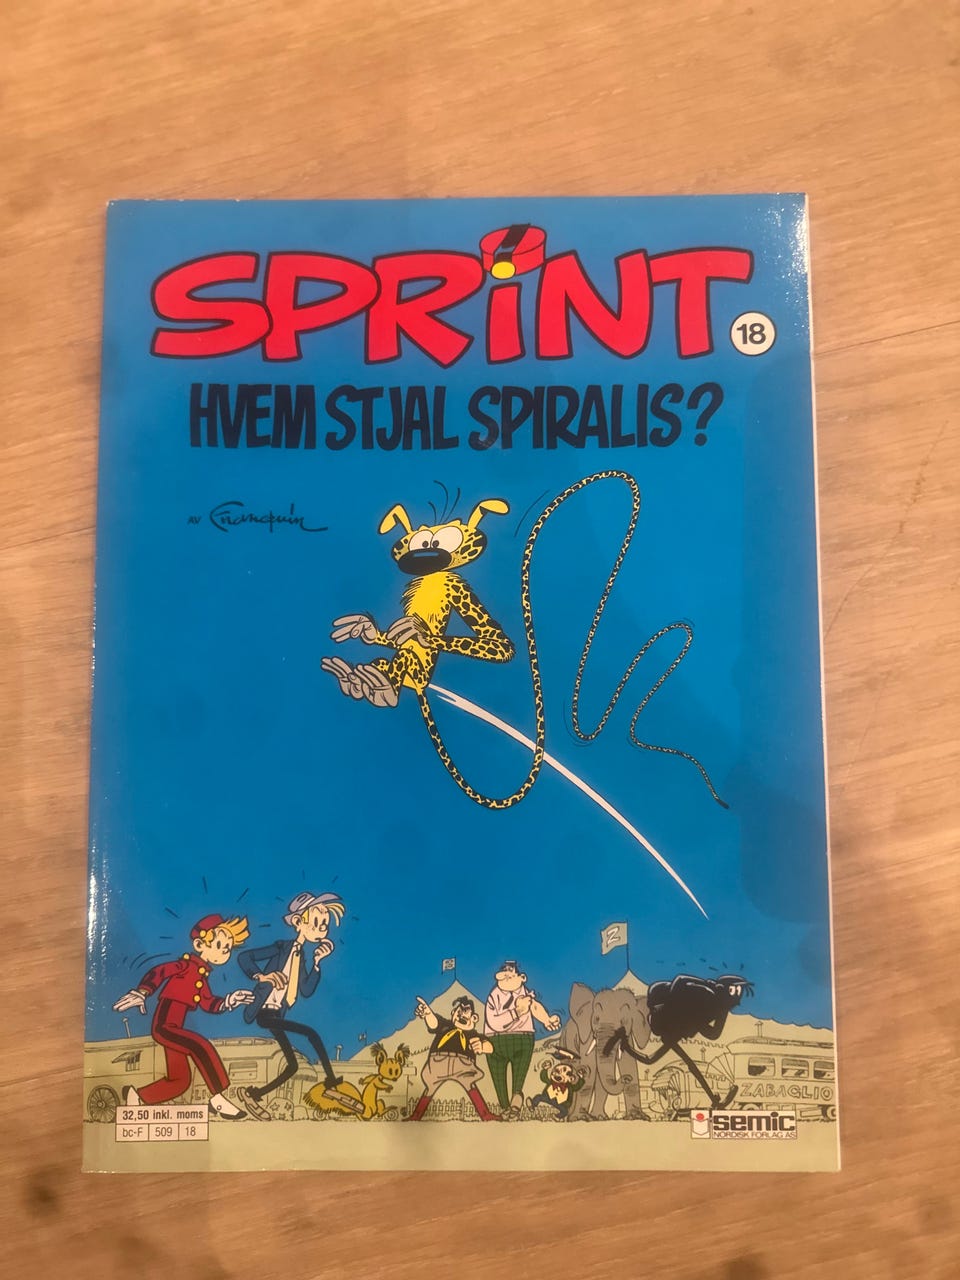 SPRiNT
18
HVEM STJAL SPIRALIS?
AV Franquin
Z
Z
ZABAGLIO
32,50 inkl. moms
bc-F 509 18
semic
NORDISK FORLAG AS